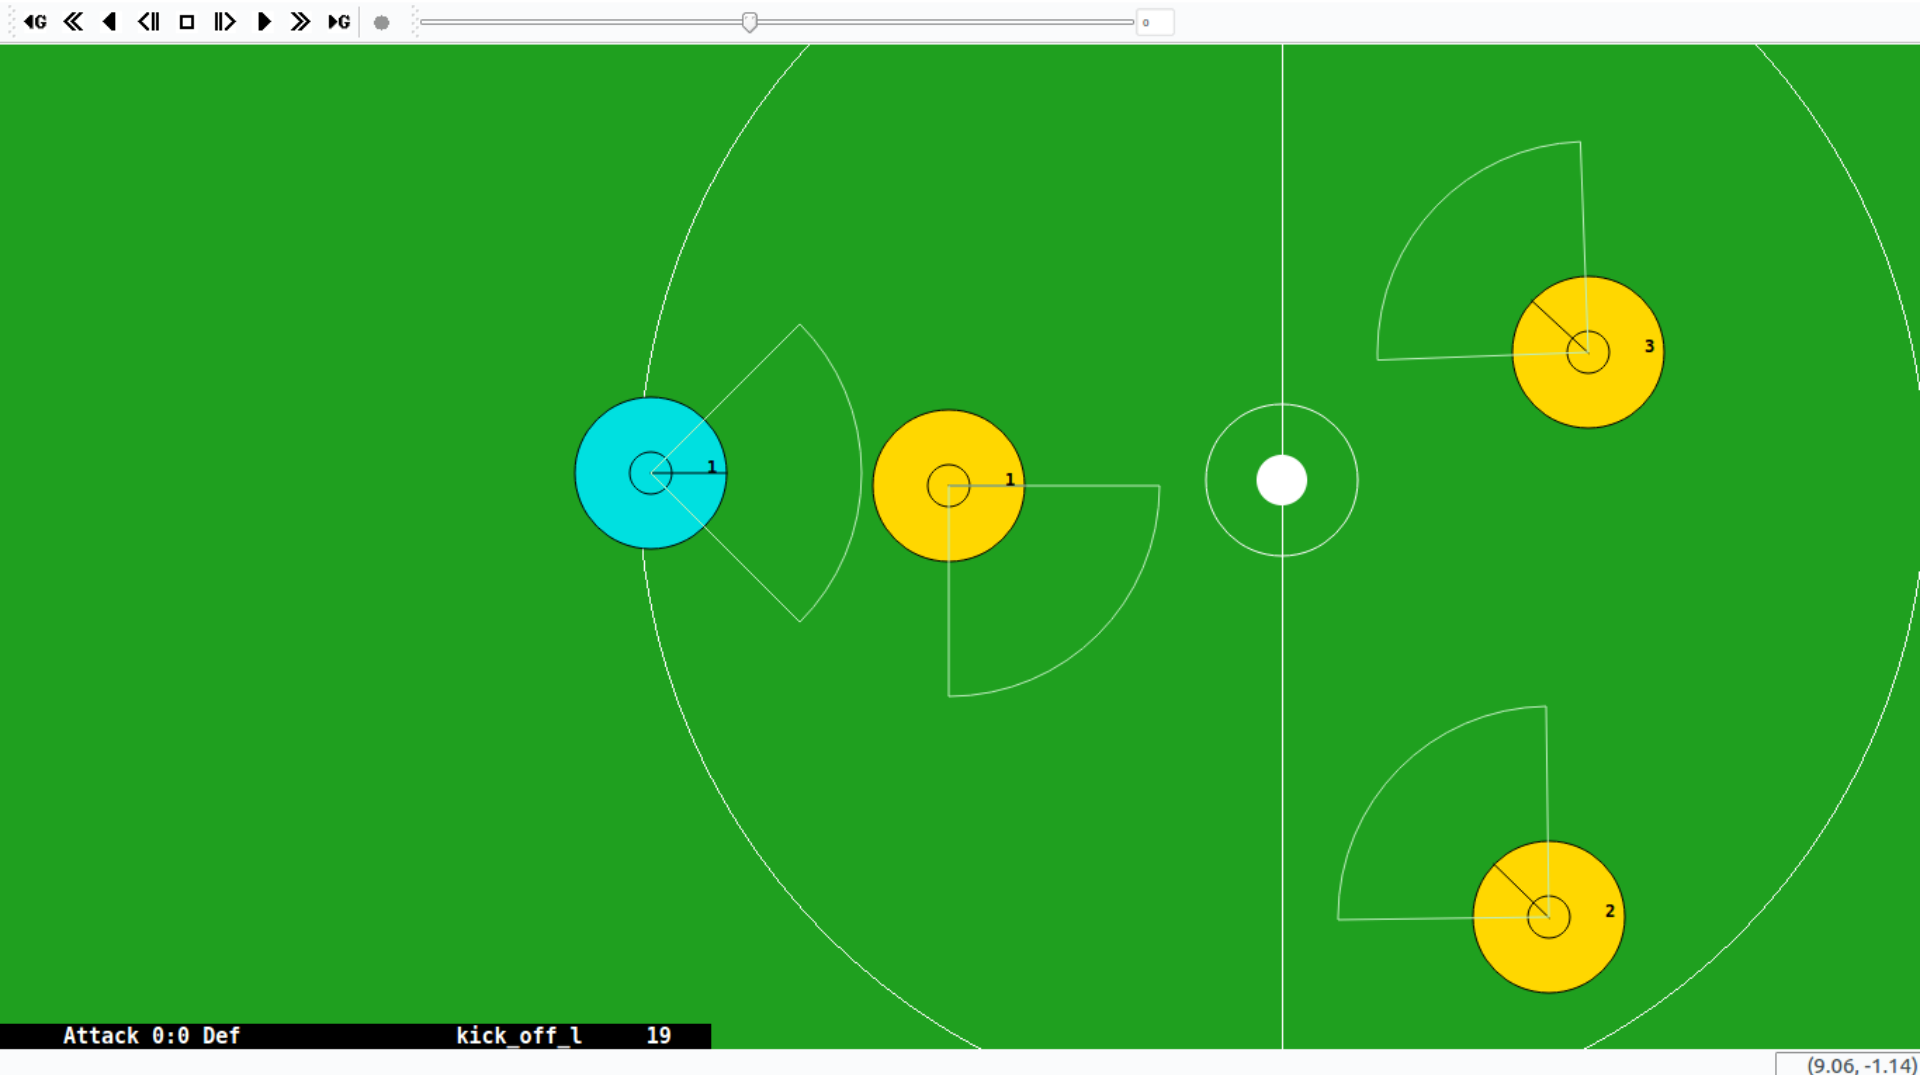 G G 0
3
1
1
2
Attack 0:0 Def kick_off_l 19
(9.06, -1.14)